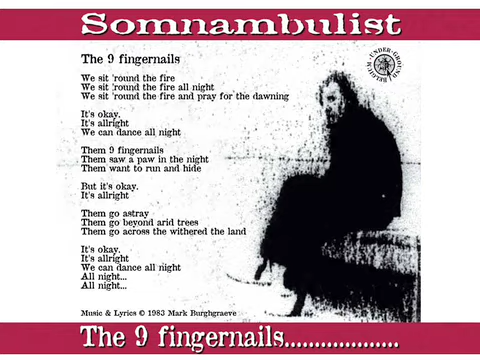 Somnambulist
The 9 fingernails
UNDER-GROUND
BELGIUM
We sit 'round the fire
We sit 'round the fire all night
We sit 'round the fire and pray for the dawning
It's okay.
It's allright
We can dance all night
Them 9 fingernails
Them saw a paw in the night
Them want to run and hide
But it's okay.
It's allright
Them go astray
Them go beyond arid trees
Them go across the withered the land
It's okay.
It's allright
We can dance all night
All night...
All night...
Music & Lyrics © 1983 Mark Burghgraeve
The 9 fingernails...................